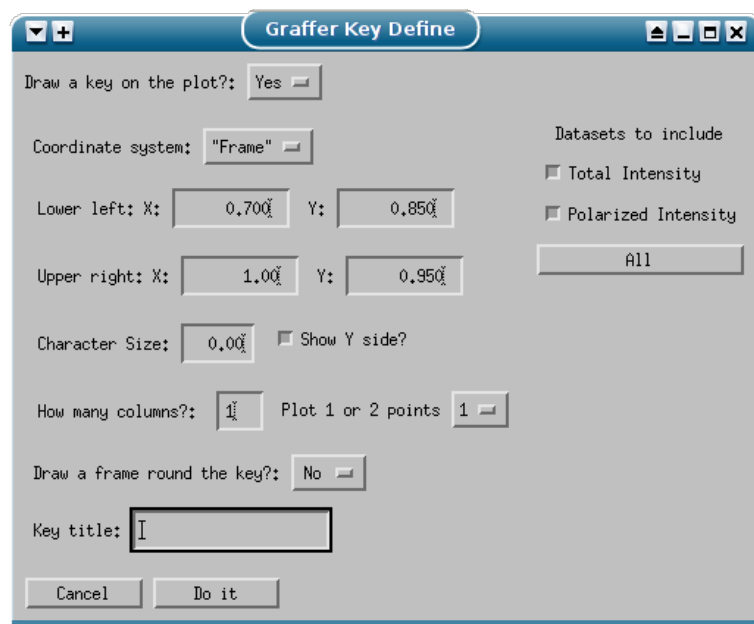 Graffer Key Define
Draw a key on the plot?: Yes
Coordinate system: "Frame"
Lower left: X: 0.700 Y: 0.850
Upper right: X: 1.00 Y: 0.950
Character Size: 0.00 Show Y side?
How many columns?: 1 Plot 1 or 2 points 1
Draw a frame round the key?: No
Key title:
Cancel Do it
Datasets to include
Total Intensity
Polarized Intensity
All